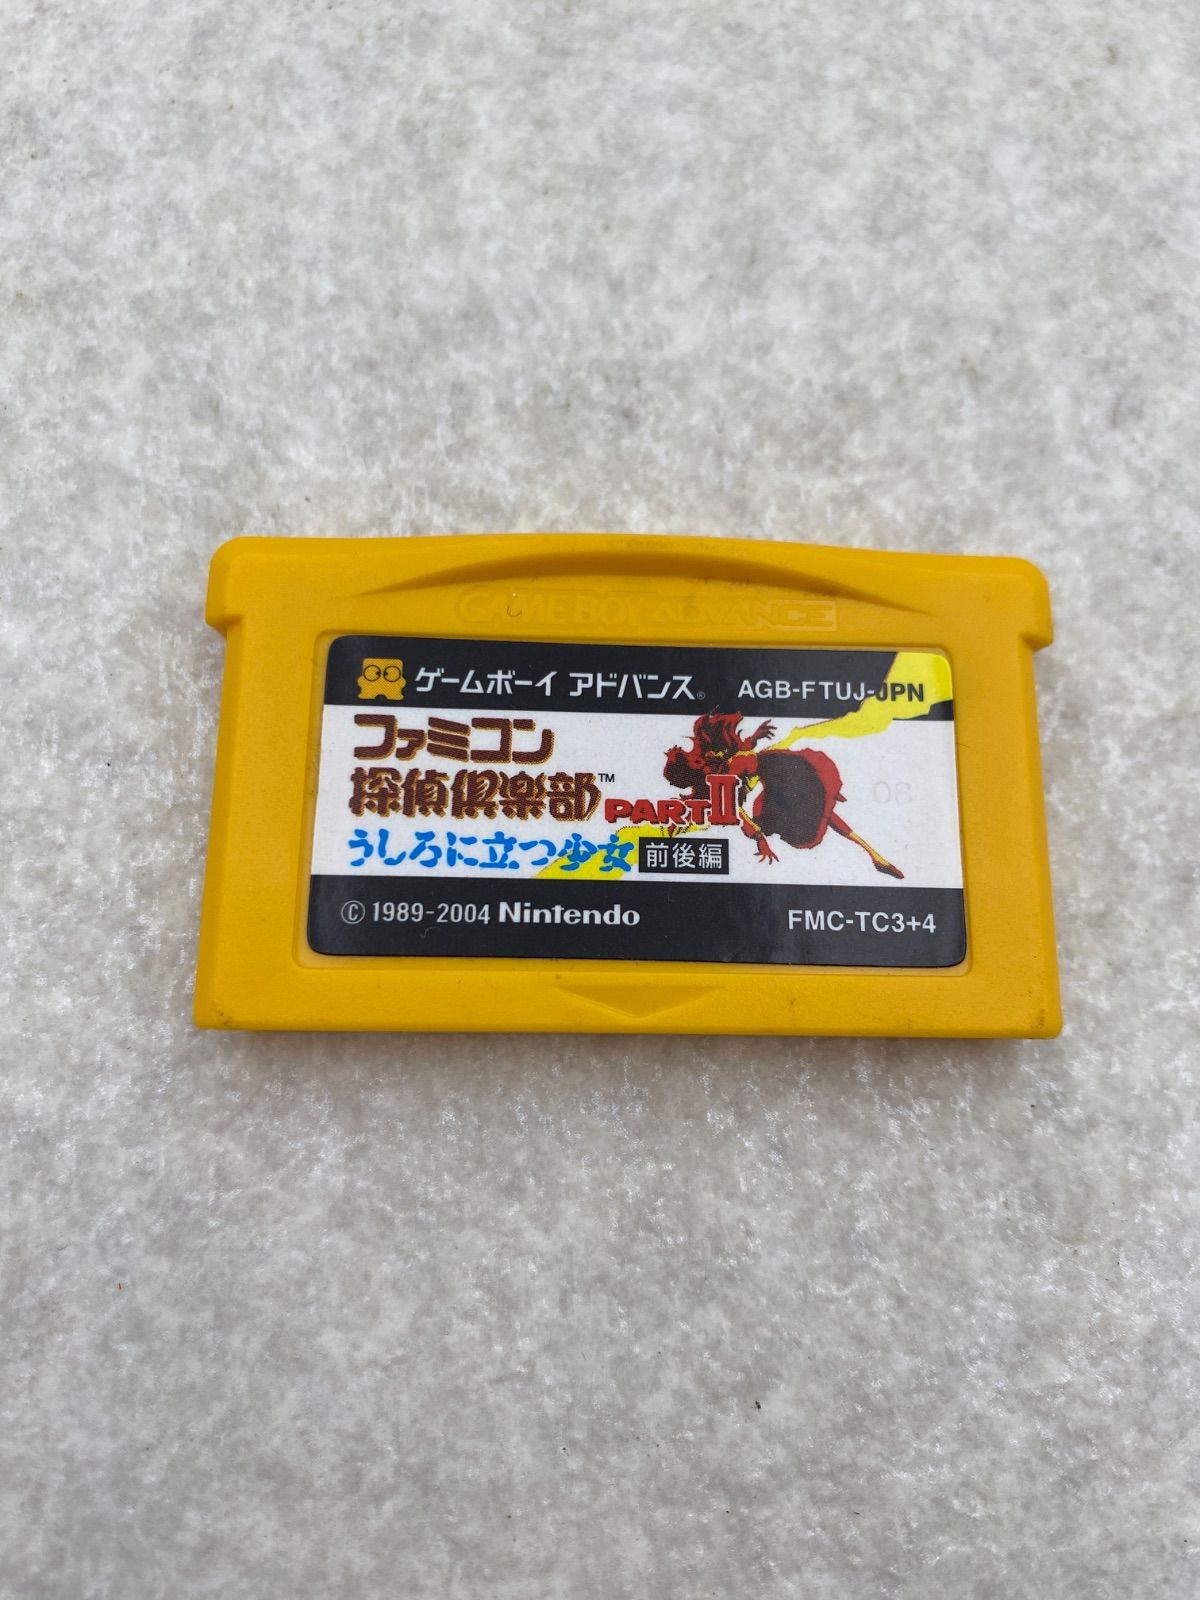 GAME BOY ADVANCE
ゲームボーイ アドバンス® AGB-FTUJ-JPN
ファミコン
探偵倶楽部™ PART II
08
うしろに立つ少女 前後編
© 1989-2004 Nintendo FMC-TC3+4